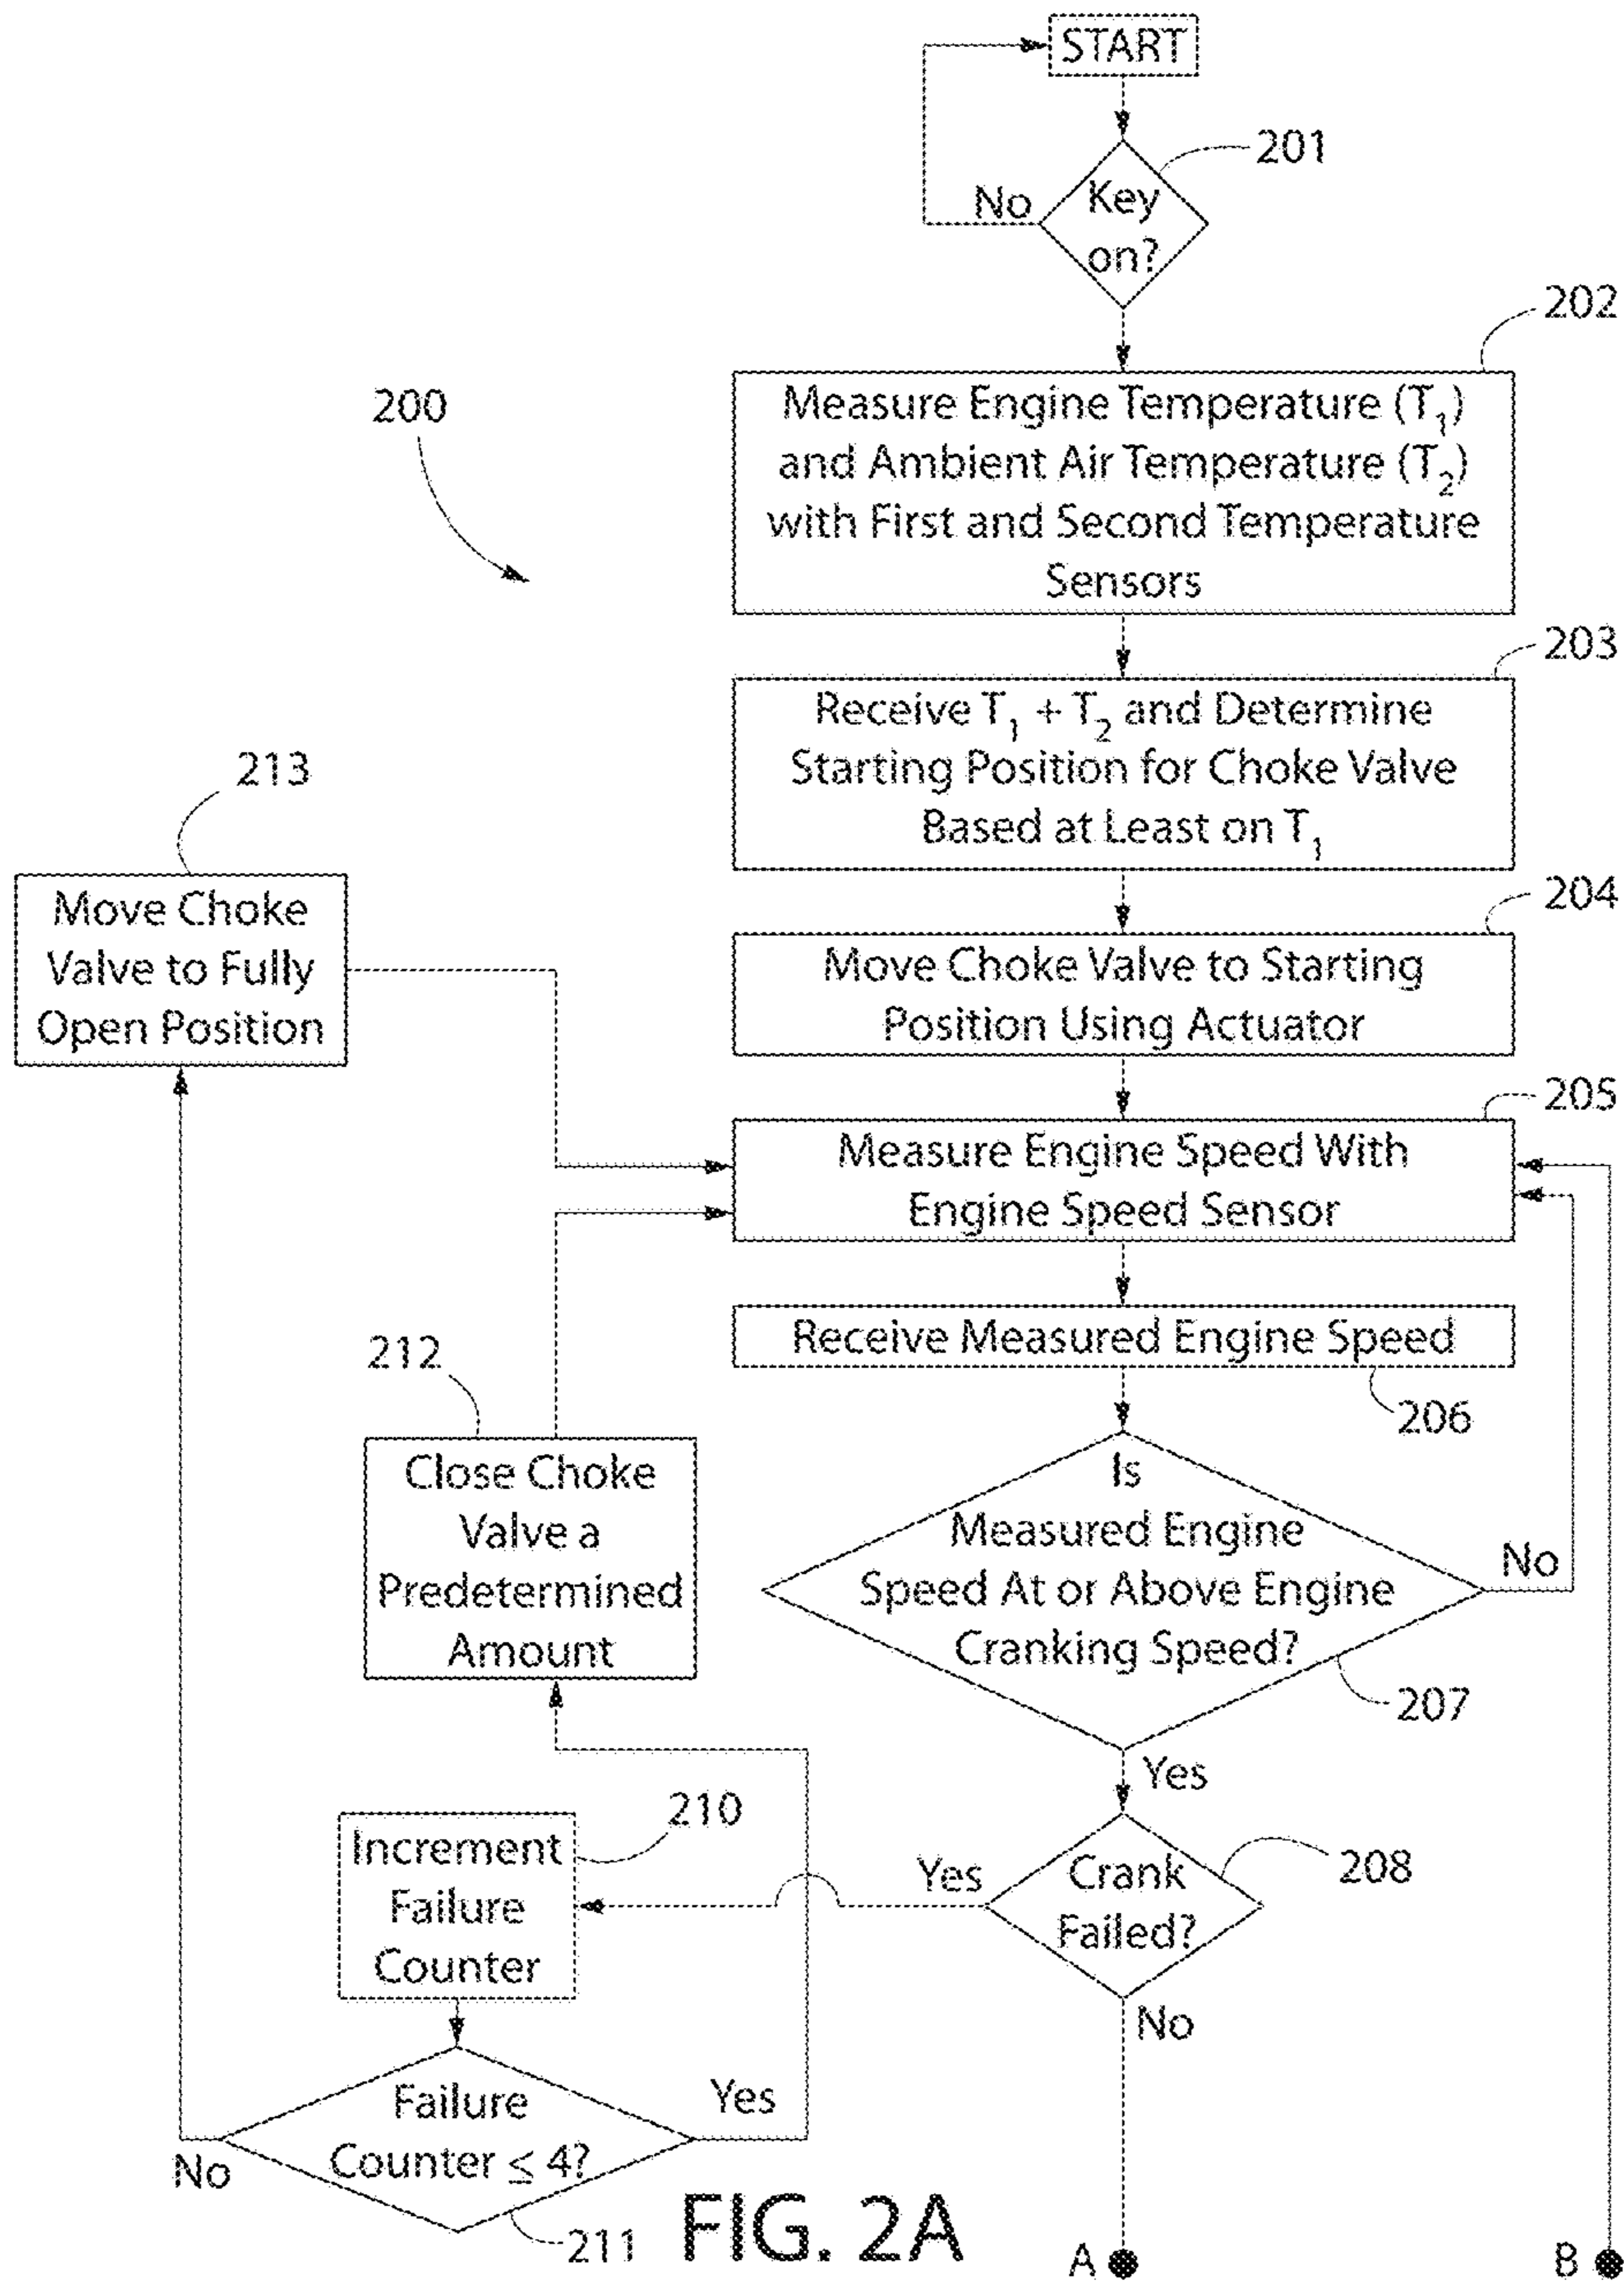 START
201
No
Key
on?
202
Measure Engine Temperature (T1)
and Ambient Air Temperature (T2)
with First and Second Temperature
Sensors
200
203
Receive T1 + T2 and Determine
Starting Position for Choke Valve
Based at Least on T1
213
Move Choke
Valve to Fully
Open Position
204
Move Choke Valve to Starting
Position Using Actuator
205
Measure Engine Speed With
Engine Speed Sensor
Receive Measured Engine Speed
206
212
Close Choke
Valve a
Predetermined
Amount
Is
Measured Engine
Speed At or Above Engine
Cranking Speed?
No
207
Yes
210
Increment
Failure
Counter
Yes
Crank
Failed?
208
No
Failure
Counter ≤ 4?
Yes
No
211
FIG. 2A
A
B